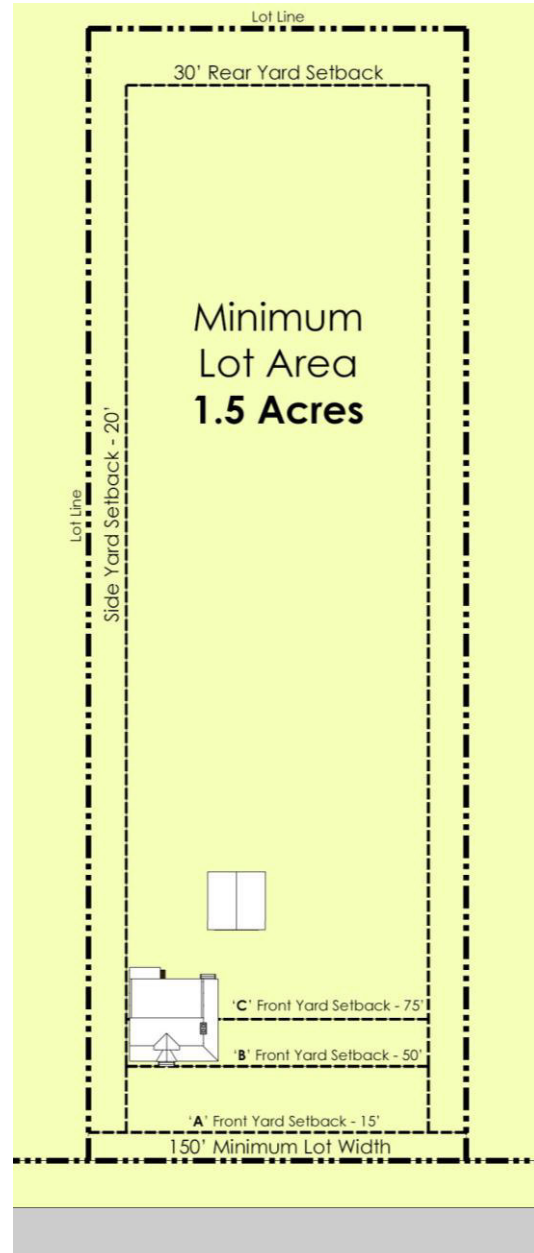 Lot Line
30’ Rear Yard Setback
Minimum
Lot Area
1.5 Acres
Side Yard Setback - 20’
Lot Line
‘C’ Front Yard Setback - 75’
‘B’ Front Yard Setback - 50’
‘A’ Front Yard Setback - 15’
150’ Minimum Lot Width